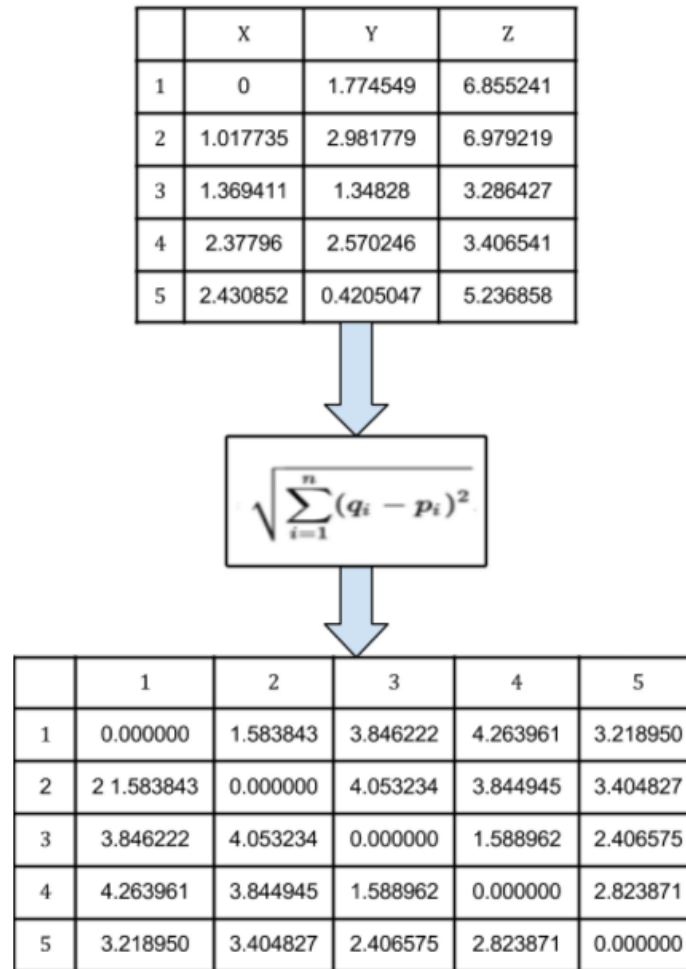 X Y Z
1 0 1.774549 6.855241
2 1.017735 2.981779 6.979219
3 1.369411 1.34828 3.286427
4 2.37796 2.570246 3.406541
5 2.430852 0.4205047 5.236858
√∑ⁿᵢ₌₁(qᵢ − pᵢ)²
1 2 3 4 5
1 0.000000 1.583843 3.846222 4.263961 3.218950
2 2 1.583843 0.000000 4.053234 3.844945 3.404827
3 3.846222 4.053234 0.000000 1.588962 2.406575
4 4.263961 3.844945 1.588962 0.000000 2.823871
5 3.218950 3.404827 2.406575 2.823871 0.000000